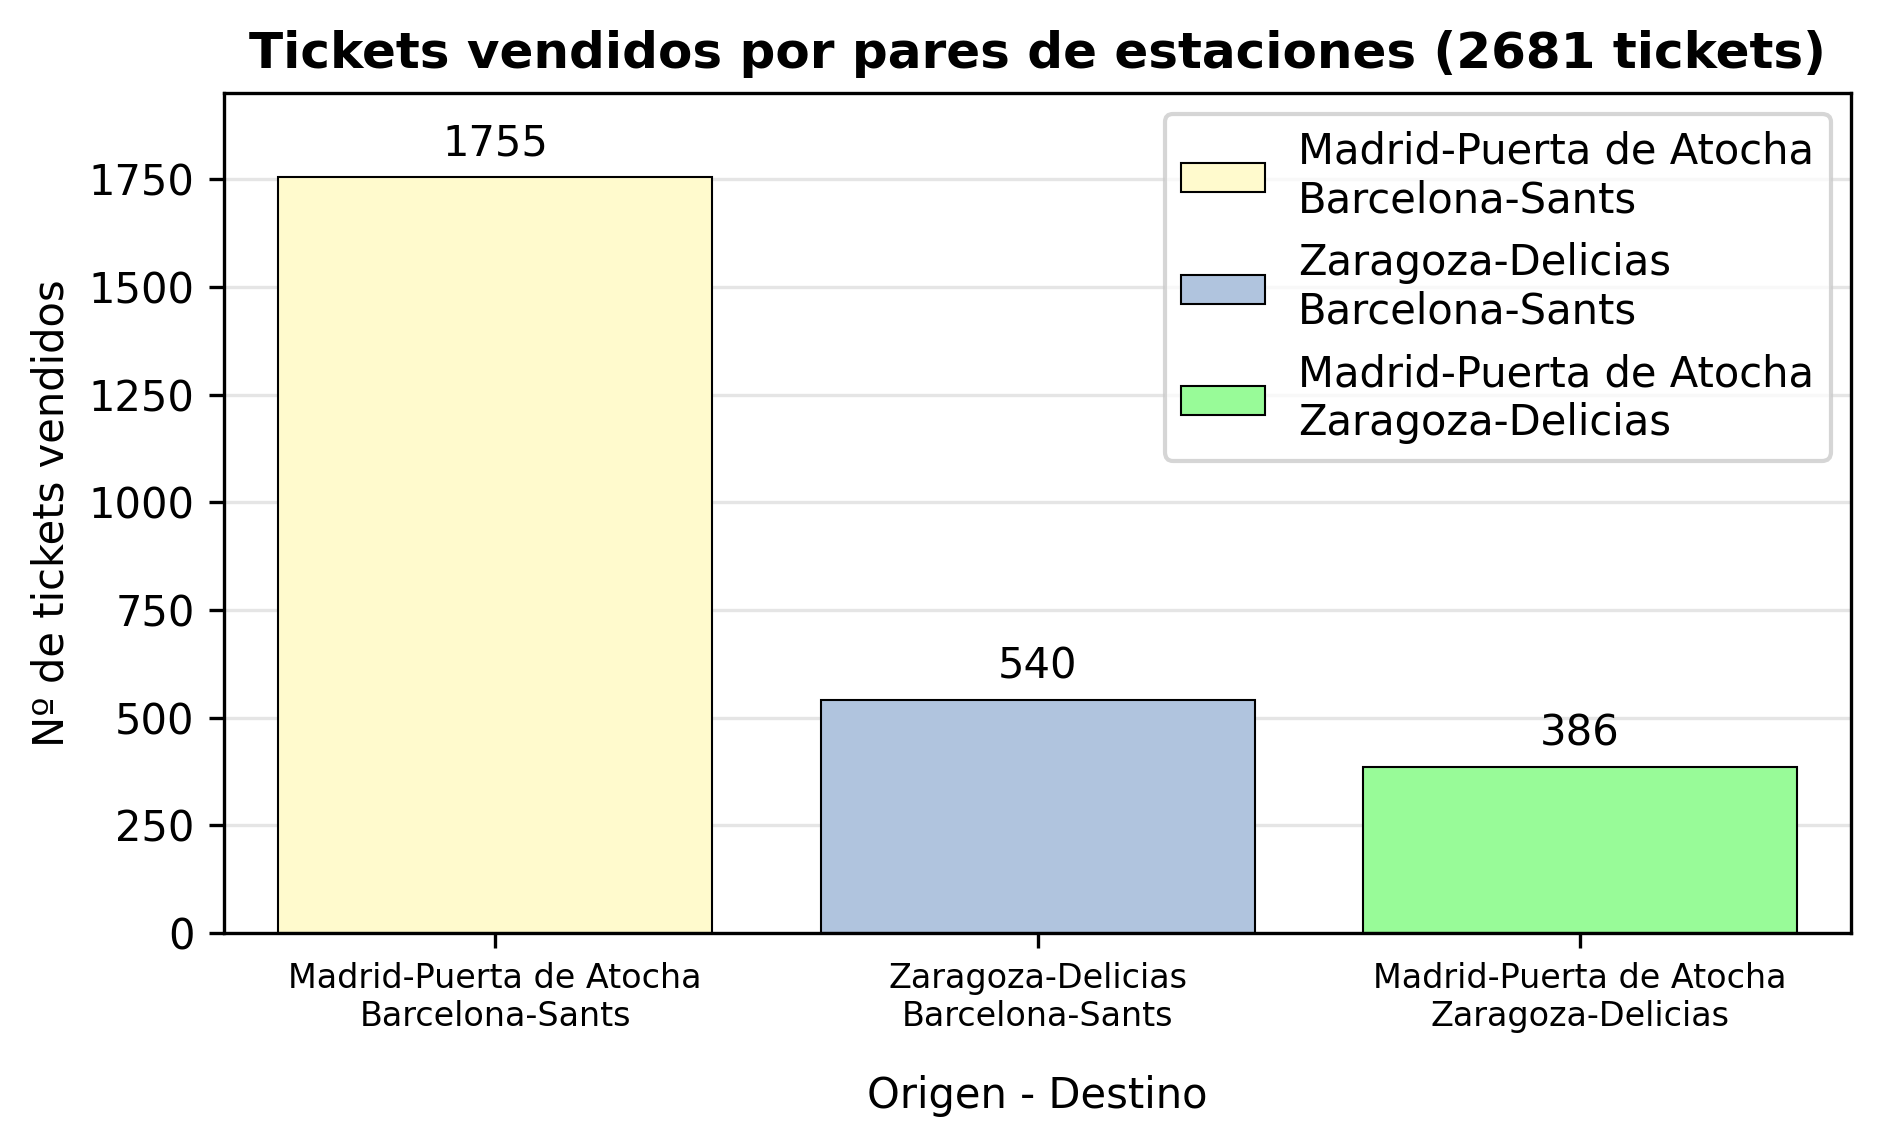 Tickets vendidos por pares de estaciones (2681 tickets)
Nº de tickets vendidos
1750
1500
1250
1000
750
500
250
0
1755
540
386
Madrid-Puerta de Atocha
Barcelona-Sants
Zaragoza-Delicias
Barcelona-Sants
Madrid-Puerta de Atocha
Zaragoza-Delicias
Madrid-Puerta de Atocha
Barcelona-Sants
Zaragoza-Delicias
Barcelona-Sants
Madrid-Puerta de Atocha
Zaragoza-Delicias
Origen - Destino